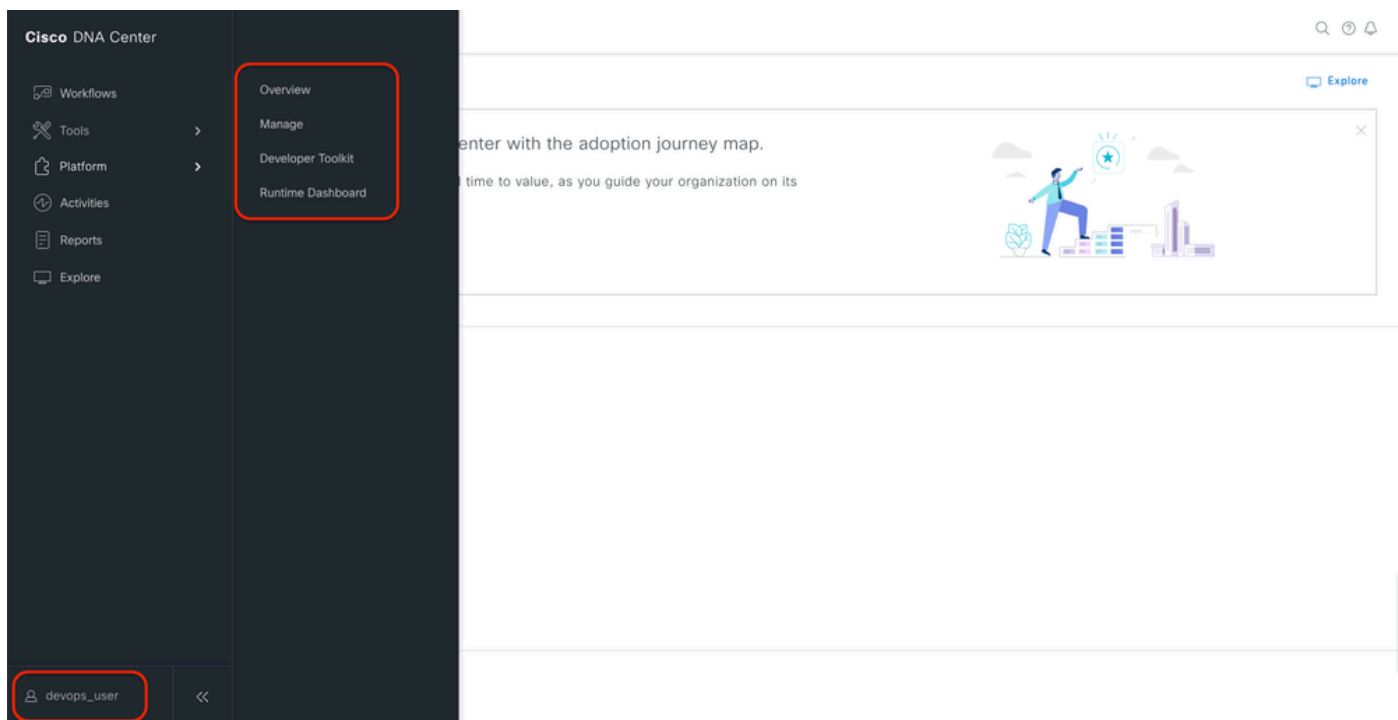 Cisco DNA Center
Workflows
Tools
Platform
Activities
Reports
Explore
devops_user
Overview
Manage
Developer Toolkit
Runtime Dashboard
Explore
enter with the adoption journey map.
time to value, as you guide your organization on its